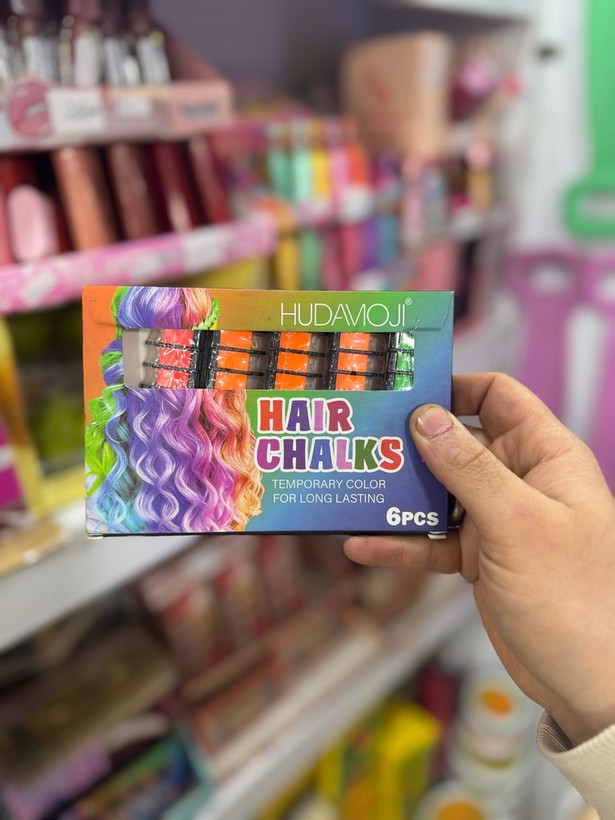 HUDAMOJI®
HAIR
CHALKS
TEMPORARY COLOR
FOR LONG LASTING
6PCS